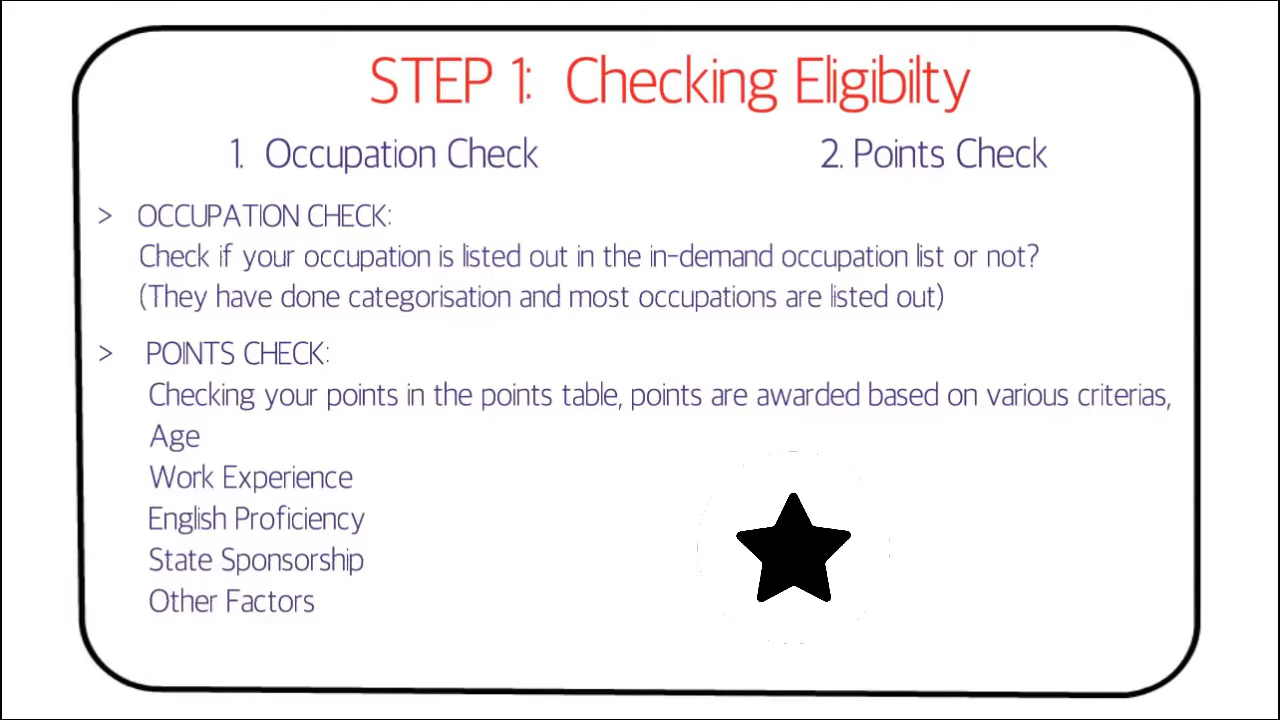 STEP 1: Checking Eligibilty
1. Occupation Check
2. Points Check
> OCCUPATION CHECK:
Check if your occupation is listed out in the in-demand occupation list or not?
(They have done categorisation and most occupations are listed out)
> POINTS CHECK:
Checking your points in the points table, points are awarded based on various criterias,
Age
Work Experience
English Proficiency
State Sponsorship
Other Factors